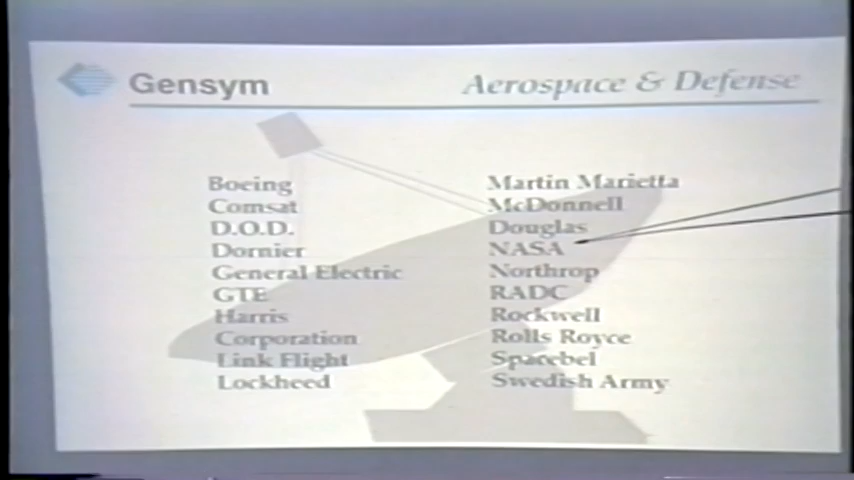 Gensym
Aerospace & Defense
Boeing
Comsat
D.O.D.
Dornier
General Electric
GTE
Harris
Corporation
Link Flight
Lockheed
Martin Marietta
McDonnell
Douglas
NASA
Northrop
RADC
Rockwell
Rolls Royce
Spacebel
Swedish Army